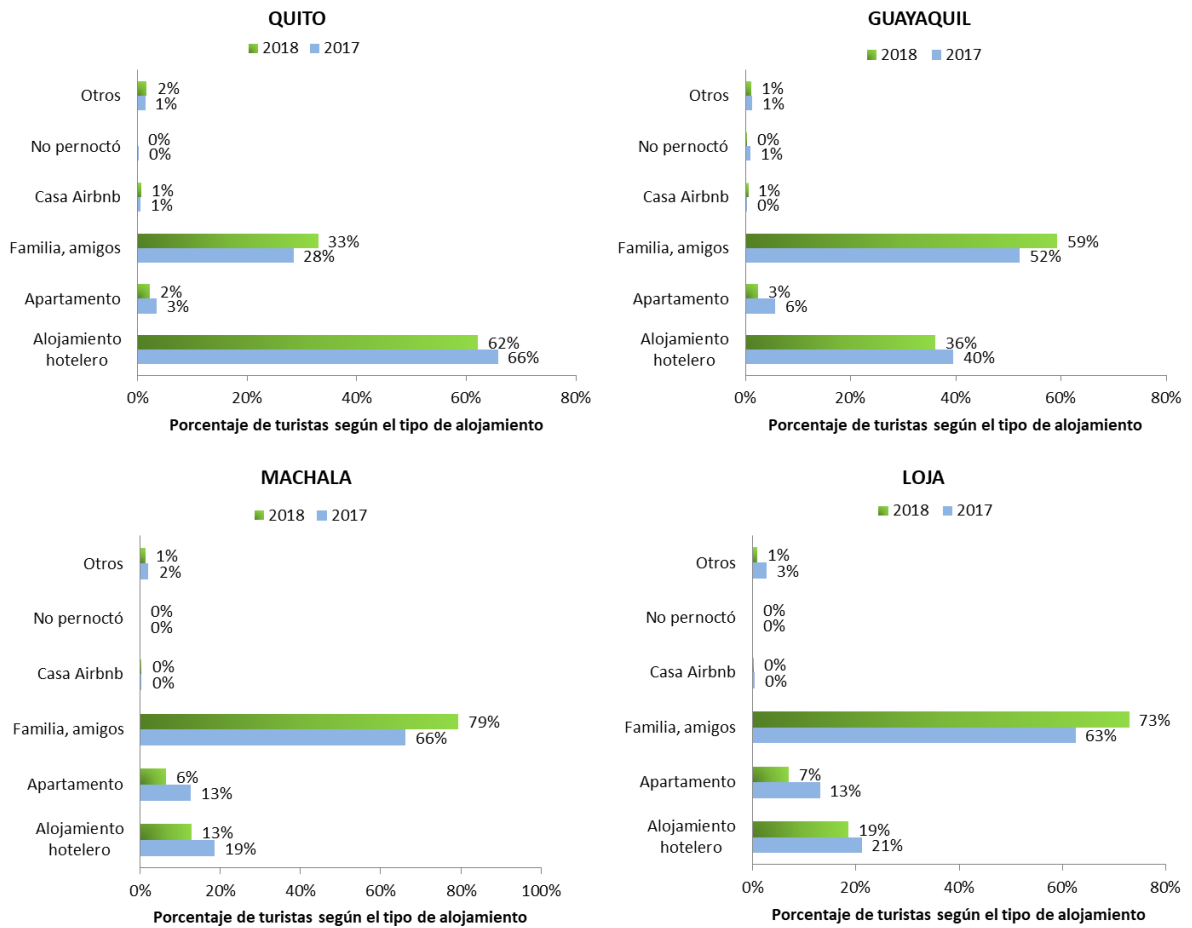 QUITO
2018 2017
Otros 2%
1%
No pernoctó 0%
0%
Casa Airbnb 1%
1%
Familia, amigos 33%
28%
Apartamento 2%
3%
Alojamiento 62%
hotelero 66%
0% 20% 40% 60% 80%
Porcentaje de turistas según el tipo de alojamiento
GUAYAQUIL
2018 2017
Otros 1%
1%
No pernoctó 0%
1%
Casa Airbnb 1%
0%
Familia, amigos 59%
52%
Apartamento 3%
6%
Alojamiento 36%
hotelero 40%
0% 20% 40% 60% 80%
Porcentaje de turistas según el tipo de alojamiento
MACHALA
2018 2017
Otros 1%
2%
No pernoctó 0%
0%
Casa Airbnb 0%
0%
Familia, amigos 79%
66%
Apartamento 6%
13%
Alojamiento 13%
hotelero 19%
0% 20% 40% 60% 80% 100%
Porcentaje de turistas según el tipo de alojamiento
LOJA
2018 2017
Otros 1%
3%
No pernoctó 0%
0%
Casa Airbnb 0%
0%
Familia, amigos 73%
63%
Apartamento 7%
13%
Alojamiento 19%
hotelero 21%
0% 20% 40% 60% 80%
Porcentaje de turistas según el tipo de alojamiento